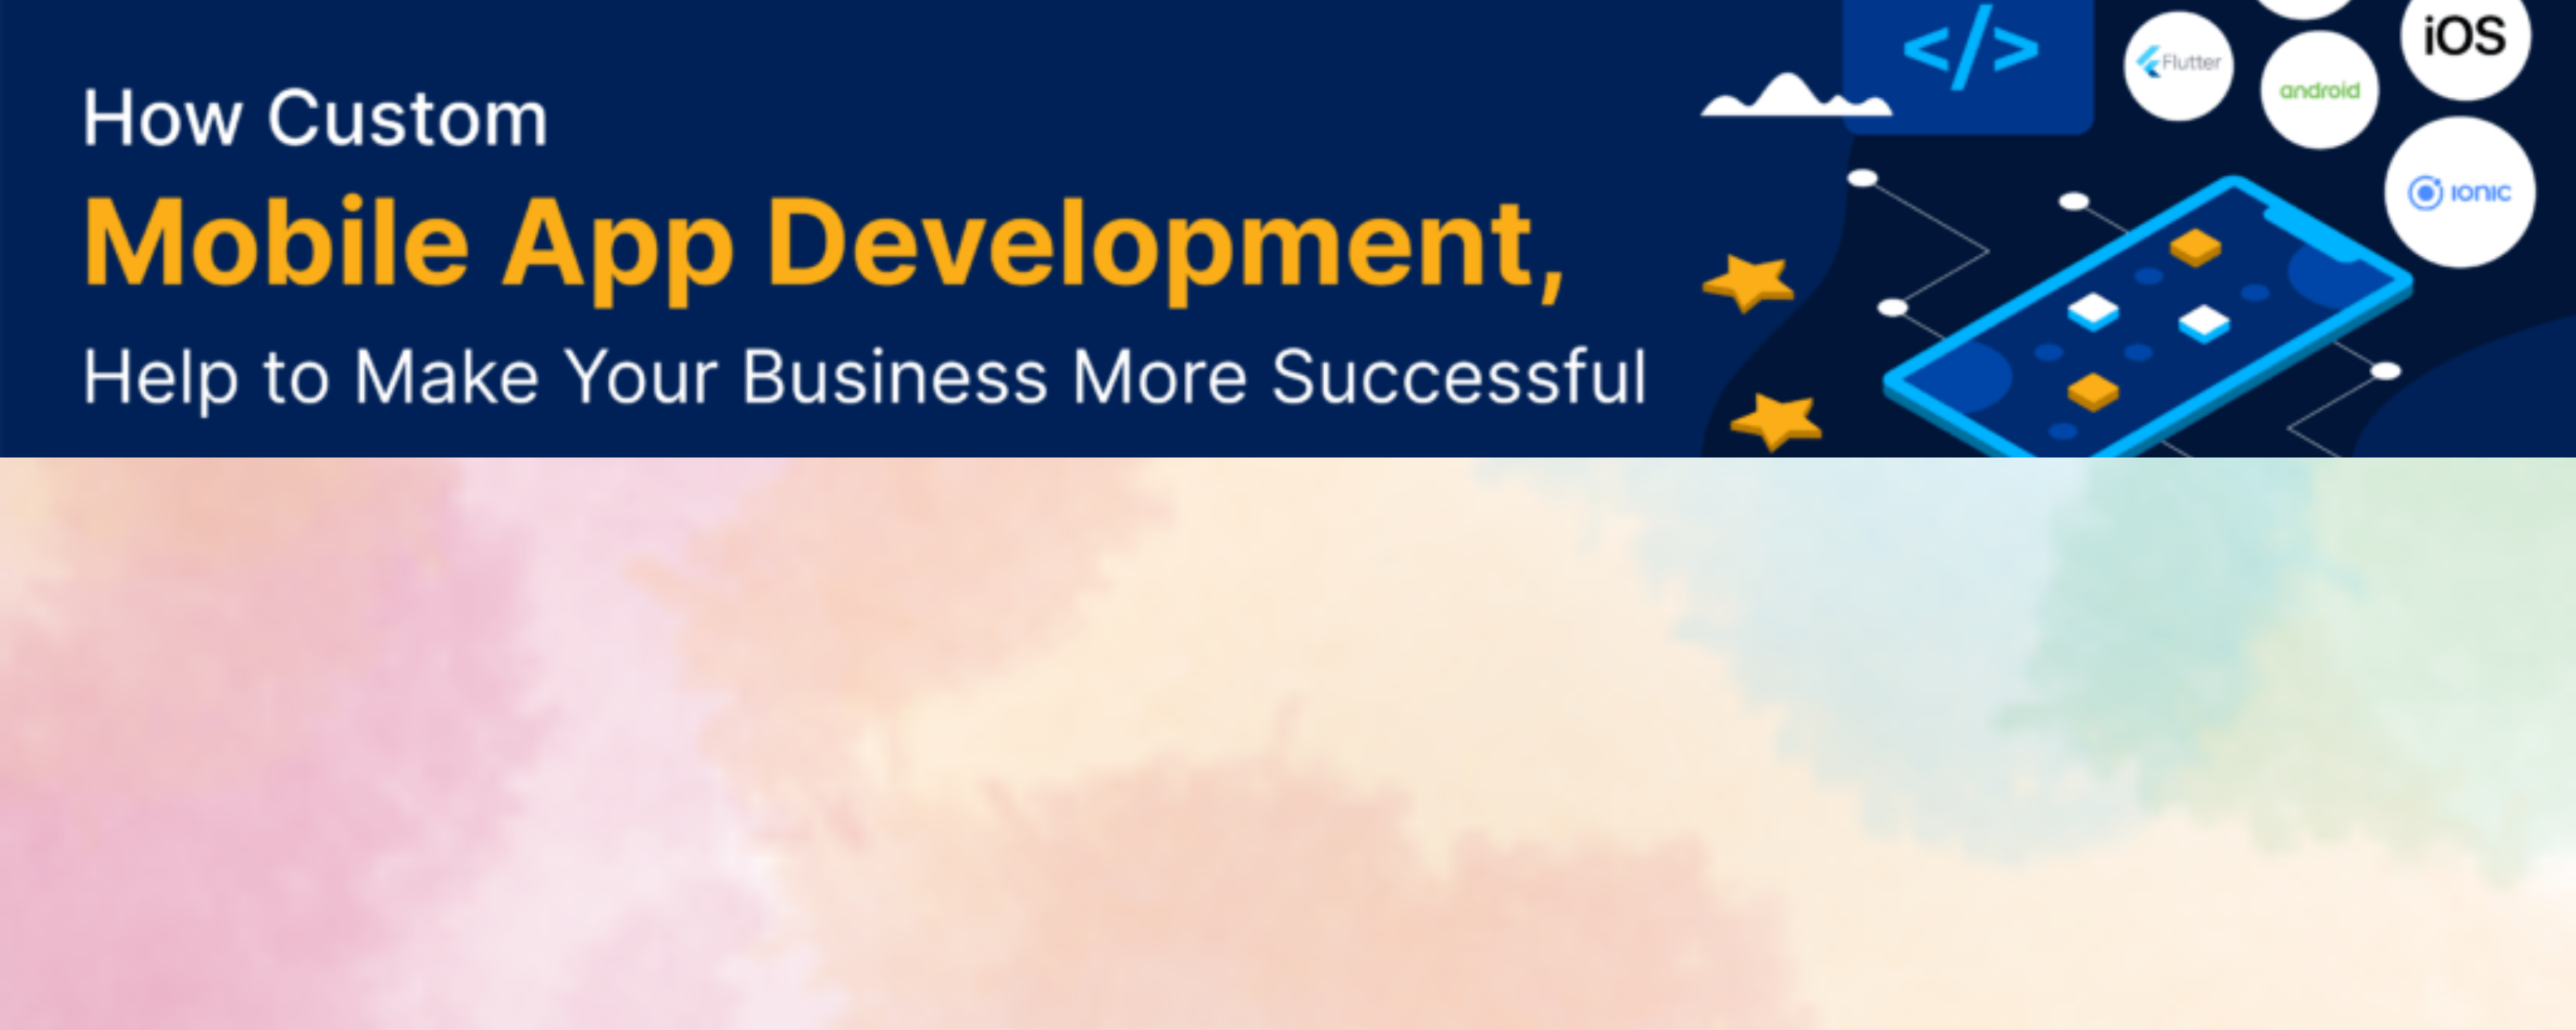 How Custom
Mobile App Development,
Help to Make Your Business More Successful
</>
Flutter
android
iOS
IONIC